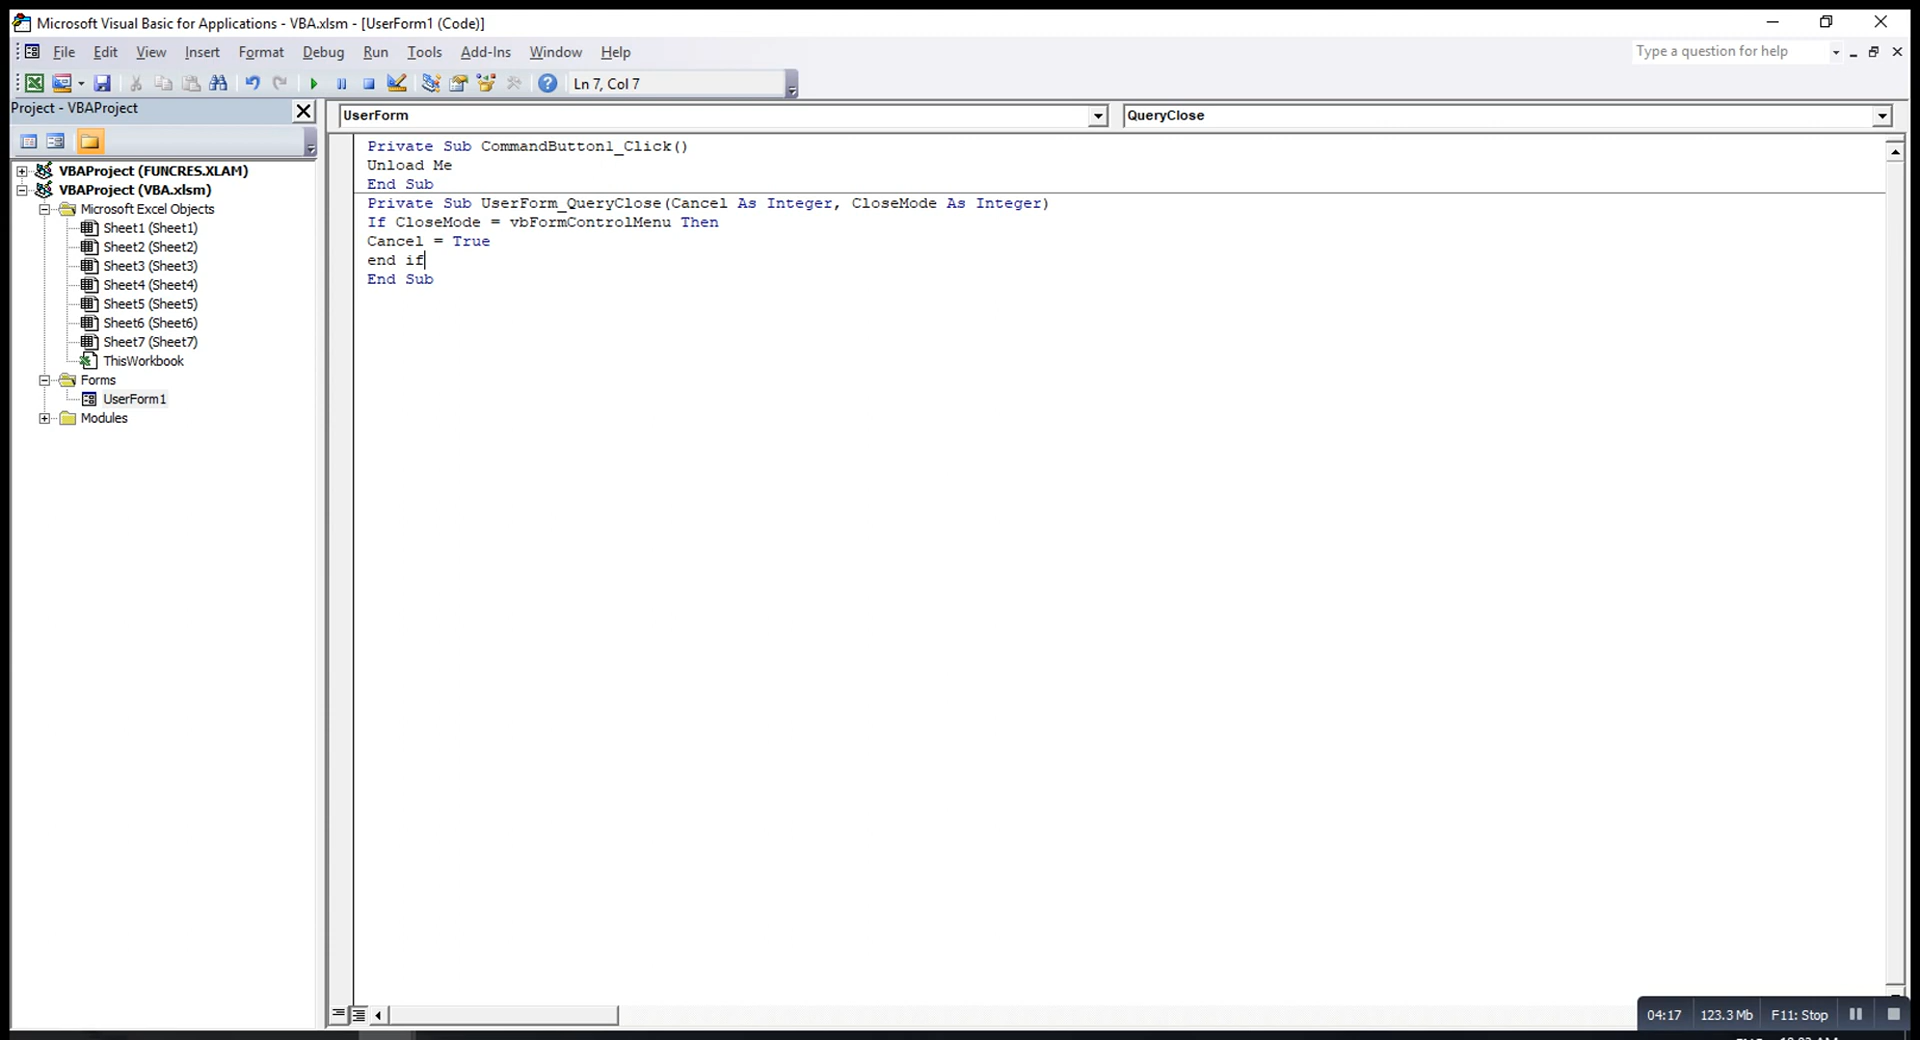 Microsoft Visual Basic for Applications - VBA.xlsm - [UserForm1 (Code)]
File Edit View Insert Format Debug Run Tools Add-Ins Window Help
Type a question for help
Ln 7, Col 7
Project - VBAProject
UserForm
QueryClose
VBAProject (FUNCRES.XLAM)
VBAProject (VBA.xlsm)
Microsoft Excel Objects
Sheet1 (Sheet1)
Sheet2 (Sheet2)
Sheet3 (Sheet3)
Sheet4 (Sheet4)
Sheet5 (Sheet5)
Sheet6 (Sheet6)
Sheet7 (Sheet7)
ThisWorkbook
Forms
UserForm1
Modules
Private Sub CommandButton1_Click()
Unload Me
End Sub
Private Sub UserForm_QueryClose(Cancel As Integer, CloseMode As Integer)
If CloseMode = vbFormControlMenu Then
Cancel = True
end if
End Sub
04:17 123.3 Mb F11: Stop